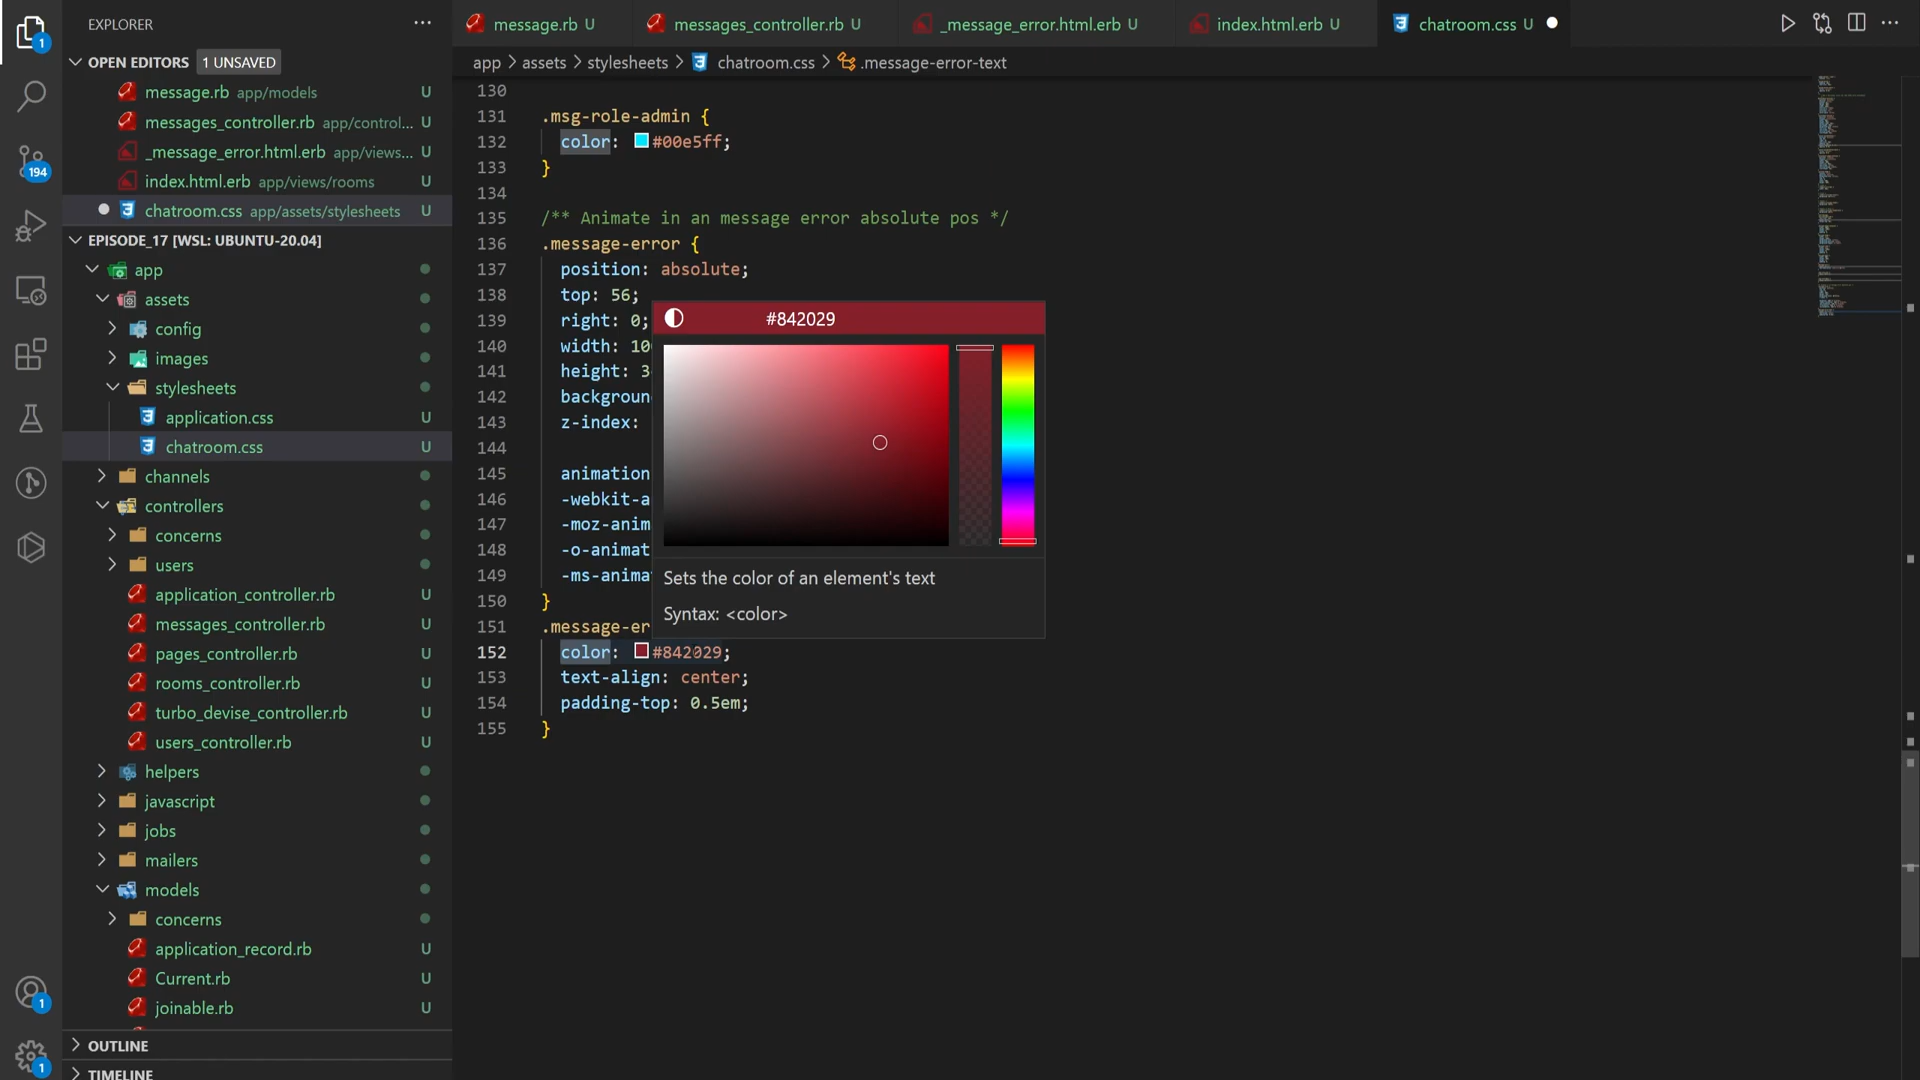 EXPLORER
OPEN EDITORS 1 UNSAVED
message.rb app/models U
messages_controller.rb app/control... U
_message_error.html.erb app/views... U
index.html.erb app/views/rooms U
chatroom.css app/assets/stylesheets U
EPISODE_17 [WSL: UBUNTU-20.04]
app
assets
config
images
stylesheets
application.css U
chatroom.css U
channels
controllers
concerns
users
application_controller.rb U
messages_controller.rb U
pages_controller.rb U
rooms_controller.rb U
turbo_devise_controller.rb U
users_controller.rb U
helpers
javascript
jobs
mailers
models
concerns
application_record.rb U
Current.rb U
joinable.rb U
OUTLINE
TIMELINE
1
194
1
1
message.rb U
messages_controller.rb U
_message_error.html.erb U
index.html.erb U
chatroom.css U
app > assets > stylesheets > chatroom.css > .message-error-text
130
131 .msg-role-admin {
132 color: #00e5ff;
133 }
134
135 /** Animate in an message error absolute pos */
136 .message-error {
137 position: absolute;
138 top: 56;
139 right: 0;
140 width: 10
141 height: 3
142 backgroun
143 z-index:
144
145 animation
146 -webkit-a
147 -moz-anim
148 -o-animat
149 -ms-anima
150 }
151 .message-er
152 color: #842029;
153 text-align: center;
154 padding-top: 0.5em;
155 }
#842029
Sets the color of an element's text
Syntax: <color>